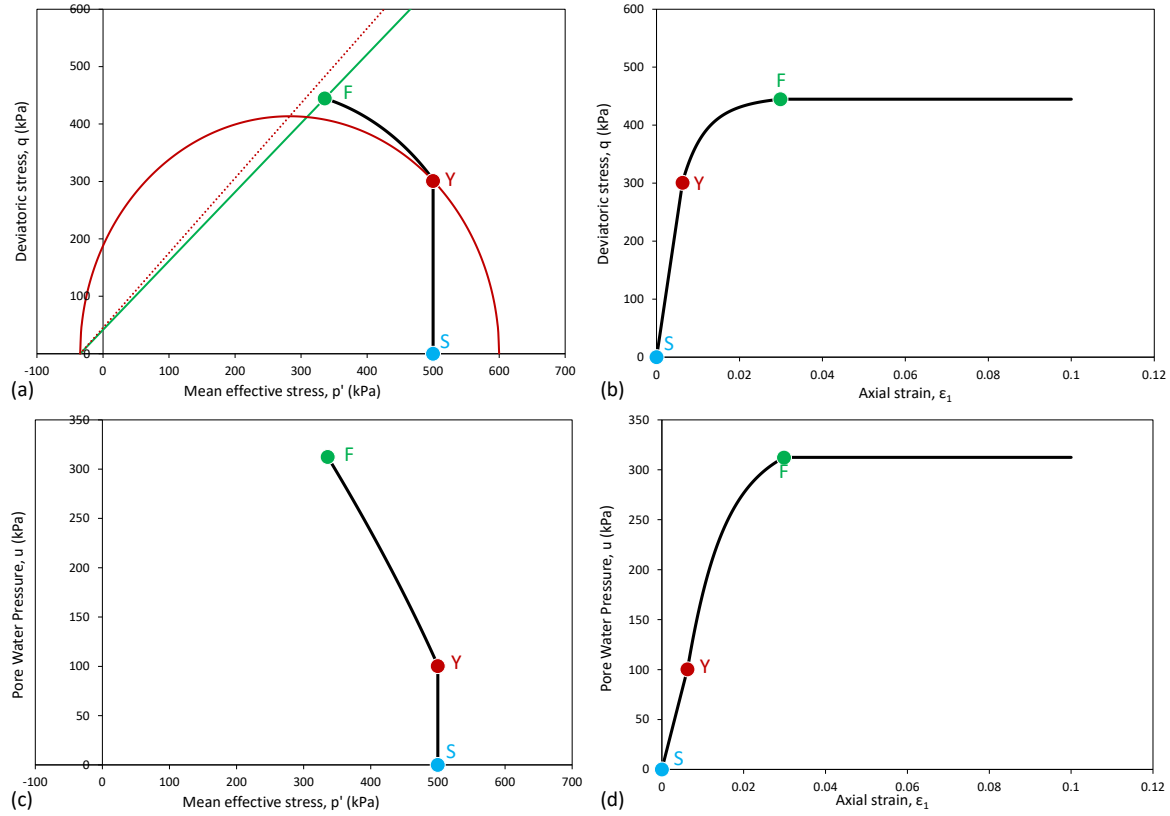 600
500
400
300
200
100
0
Deviatoric stress, q (kPa)
F
Y
S
-100 0 100 200 300 400 500 600 700
(a)
Mean effective stress, p' (kPa)
600
500
400
300
200
100
0
Deviatoric stress, q (kPa)
F
Y
S
0 0.02 0.04 0.06 0.08 0.1 0.12
(b)
Axial strain, ε1
350
300
250
200
150
100
50
0
Pore Water Pressure, u (kPa)
F
Y
S
-100 0 100 200 300 400 500 600 700
(c)
Mean effective stress, p' (kPa)
350
300
250
200
150
100
50
0
Pore Water Pressure, u (kPa)
F
Y
S
0 0.02 0.04 0.06 0.08 0.1 0.12
(d)
Axial strain, ε1